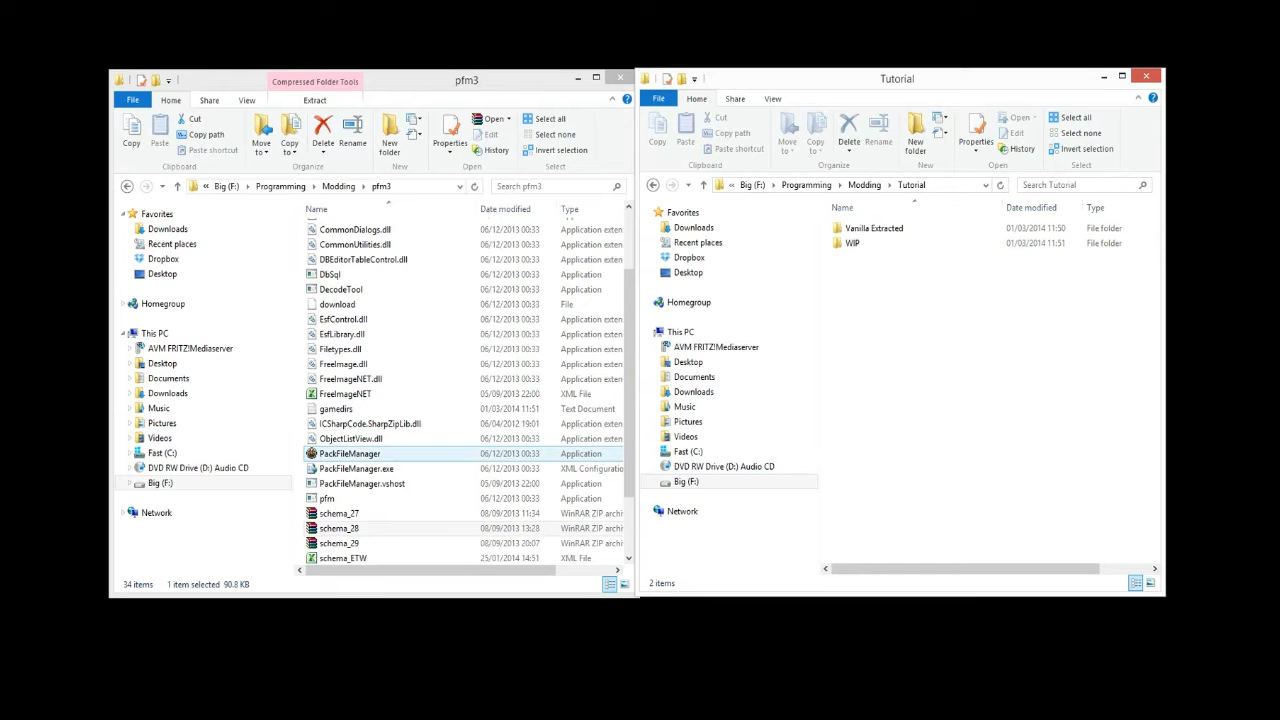 Compressed Folder Tools
pfm3
File Home Share View Extract
Copy
Paste
Cut
Copy path
Paste shortcut
Clipboard
Move to
Copy to
Delete
Rename
Organize
New folder
New
Properties
Open
Edit
History
Open
Select all
Select none
Invert selection
Select
« Big (F:) Programming Modding pfm3
Search pfm3
Favorites
Downloads
Recent places
Dropbox
Desktop
Homegroup
This PC
AVM FRITZ!Mediaserver
Desktop
Documents
Downloads
Music
Pictures
Videos
Fast (C:)
DVD RW Drive (D:) Audio CD
Big (F:)
Network
Name Date modified Type
CommonDialogs.dll 06/12/2013 00:33 Application exten
CommonUtilities.dll 06/12/2013 00:33 Application exten
DBEditorTableControl.dll 06/12/2013 00:33 Application exten
DbSql 06/12/2013 00:33 Application
DecodeTool 06/12/2013 00:33 Application
download 06/12/2013 00:33 File
EsfControl.dll 06/12/2013 00:33 Application exten
EsfLibrary.dll 06/12/2013 00:33 Application exten
Filetypes.dll 06/12/2013 00:33 Application exten
FreeImage.dll 06/12/2013 00:33 Application exten
FreeImageNET.dll 06/12/2013 00:33 Application exten
FreeImageNET 05/09/2013 22:00 XML File
gamedirs 01/03/2014 11:51 Text Document
ICSharpCode.SharpZipLib.dll 06/04/2012 19:01 Application exten
ObjectListView.dll 06/12/2013 00:33 Application exten
PackFileManager 06/12/2013 00:33 Application
PackFileManager.exe 06/12/2013 00:33 XML Configuratio
PackFileManager.vshost 05/09/2013 22:00 Application
pfm 06/12/2013 00:33 Application
schema_27 08/09/2013 11:34 WinRAR ZIP archi
schema_28 08/09/2013 13:28 WinRAR ZIP archi
schema_29 08/09/2013 20:07 WinRAR ZIP archi
schema_ETW 25/01/2014 14:51 XML File
34 items 1 item selected 90.8 KB
Tutorial
File Home Share View
Copy
Paste
Cut
Copy path
Paste shortcut
Clipboard
Move to
Copy to
Delete
Rename
Organize
New folder
New
Properties
Open
Edit
History
Open
Select all
Select none
Invert selection
Select
« Big (F:) Programming Modding Tutorial
Search Tutorial
Favorites
Downloads
Recent places
Dropbox
Desktop
Homegroup
This PC
AVM FRITZ!Mediaserver
Desktop
Documents
Downloads
Music
Pictures
Videos
Fast (C:)
DVD RW Drive (D:) Audio CD
Big (F:)
Network
Name Date modified Type
Vanilla Extracted 01/03/2014 11:50 File folder
WIP 01/03/2014 11:51 File folder
2 items